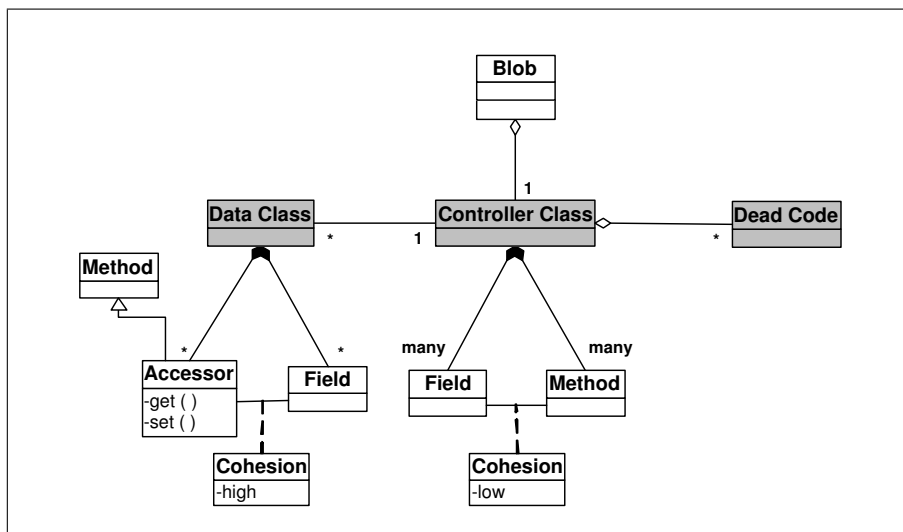 Blob
1
Data Class
Controller Class
Dead Code
*
1
*
Method
*
*
many
many
Accessor
-get ( )
-set ( )
Field
Field
Method
Cohesion
-high
Cohesion
-low